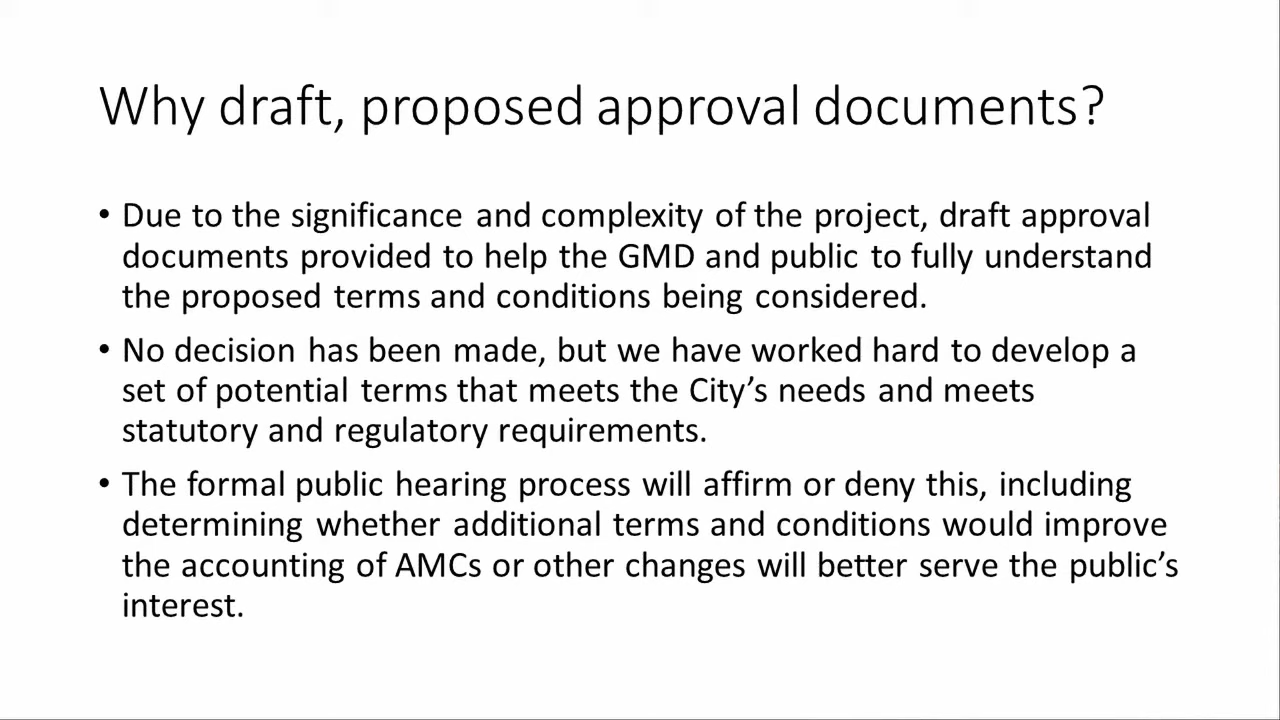 Why draft, proposed approval documents?
• Due to the significance and complexity of the project, draft approval
documents provided to help the GMD and public to fully understand
the proposed terms and conditions being considered.
• No decision has been made, but we have worked hard to develop a
set of potential terms that meets the City’s needs and meets
statutory and regulatory requirements.
• The formal public hearing process will affirm or deny this, including
determining whether additional terms and conditions would improve
the accounting of AMCs or other changes will better serve the public’s
interest.